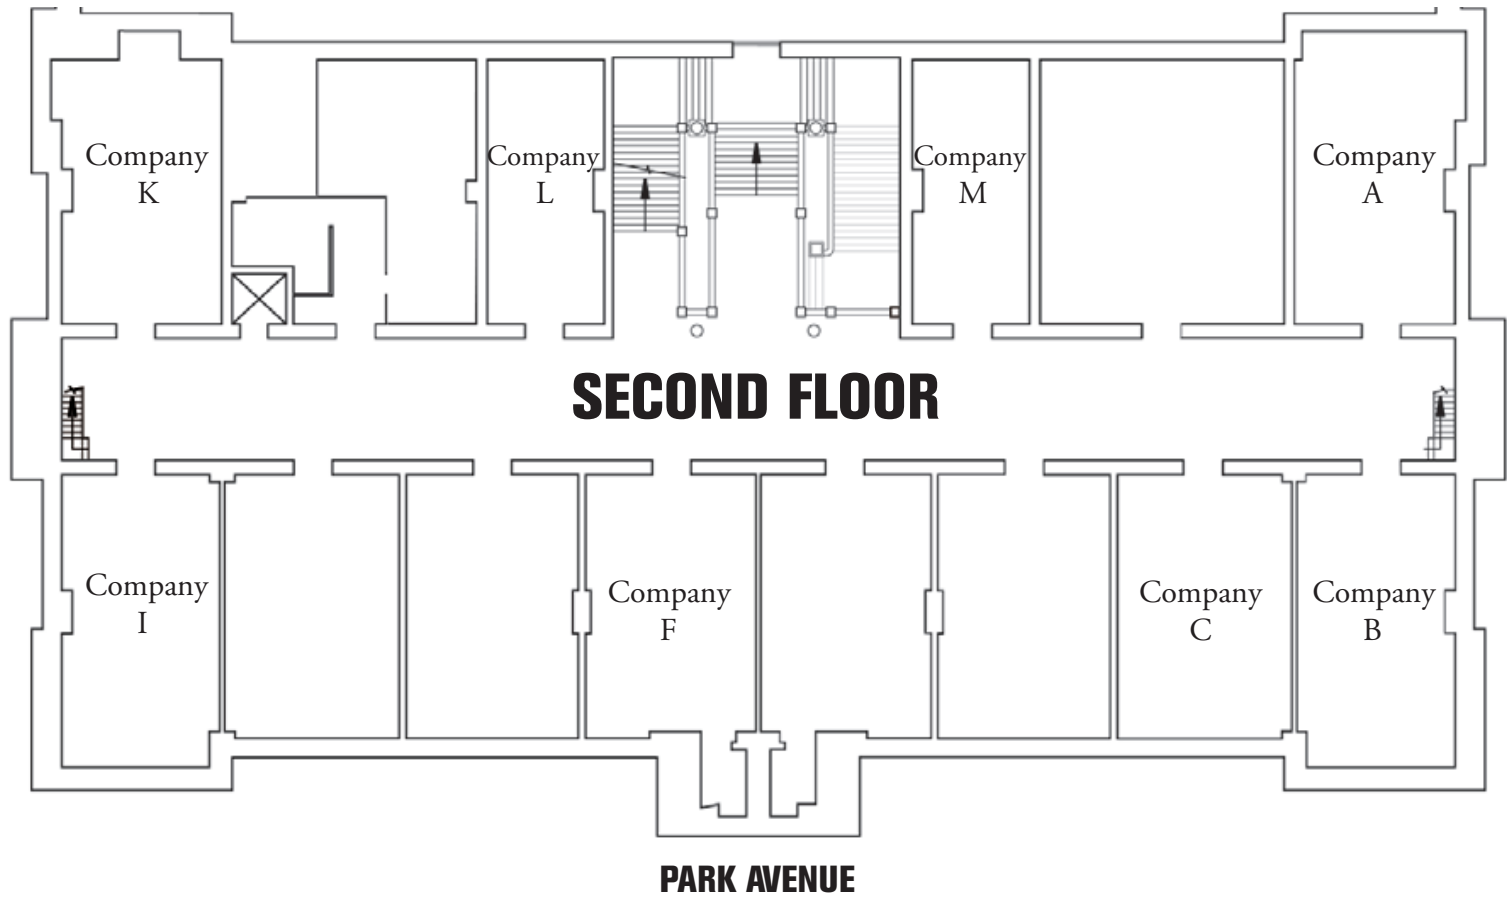 Company
K
Company
L
Company
M
Company
A
SECOND FLOOR
Company
I
Company
F
Company
C
Company
B
PARK AVENUE